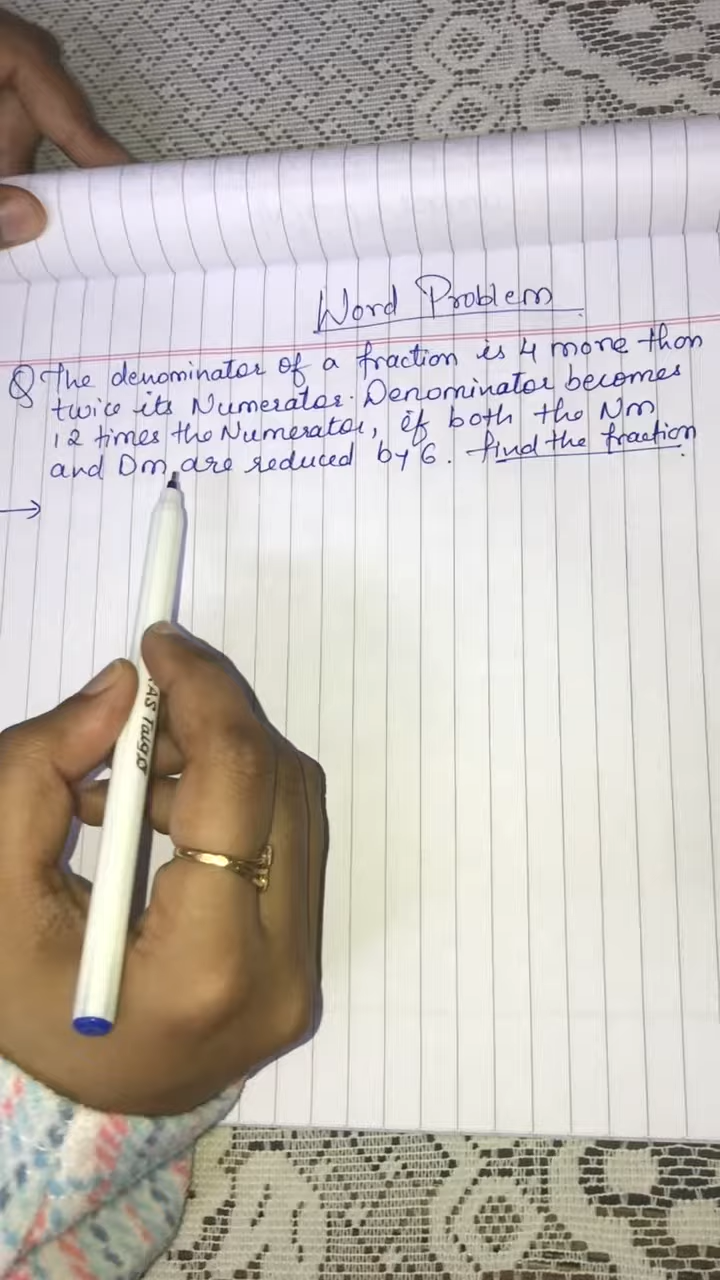 Word Problem
Q The denominator of a fraction is 4 more than
twice its Numerator. Denominator becomes
12 times the Numerator, if both the Nm
and Dm are reduced by 6. find the fraction
→